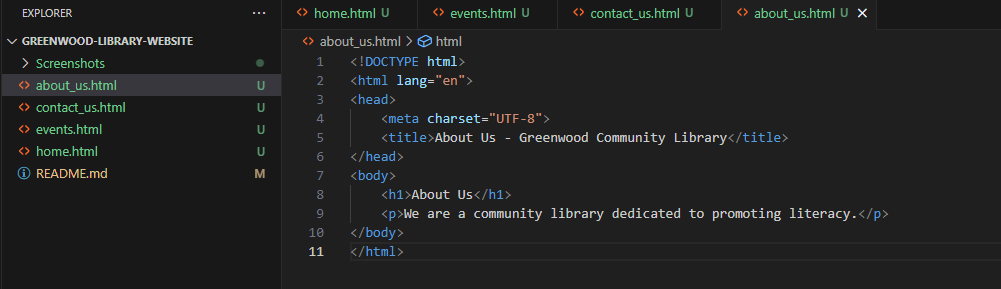 EXPLORER ...
GREENWOOD-LIBRARY-WEBSITE
Screenshots
about_us.html U
contact_us.html U
events.html U
home.html U
README.md M
home.html U events.html U contact_us.html U about_us.html U
about_us.html > html
1 <!DOCTYPE html>
2 <html lang="en">
3 <head>
4 <meta charset="UTF-8">
5 <title>About Us - Greenwood Community Library</title>
6 </head>
7 <body>
8 <h1>About Us</h1>
9 <p>We are a community library dedicated to promoting literacy.</p>
10 </body>
11 </html>